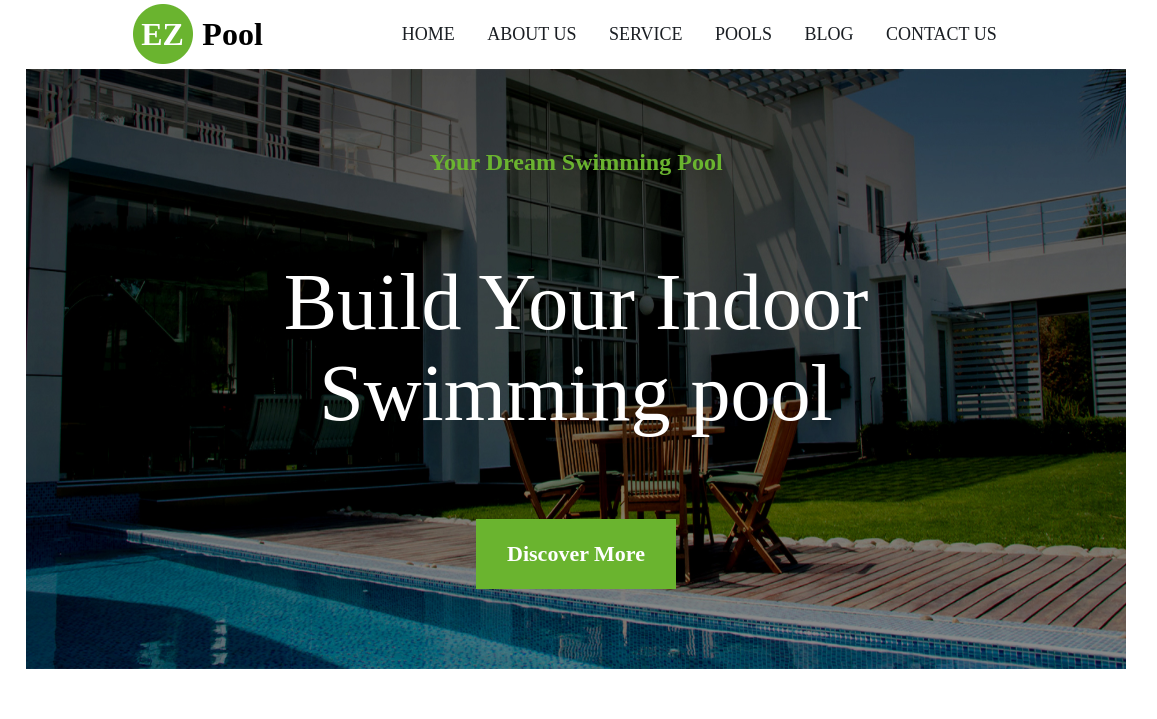 EZ Pool
HOME ABOUT US SERVICE POOLS BLOG CONTACT US
Your Dream Swimming Pool
Build Your Indoor
Swimming pool
Discover More